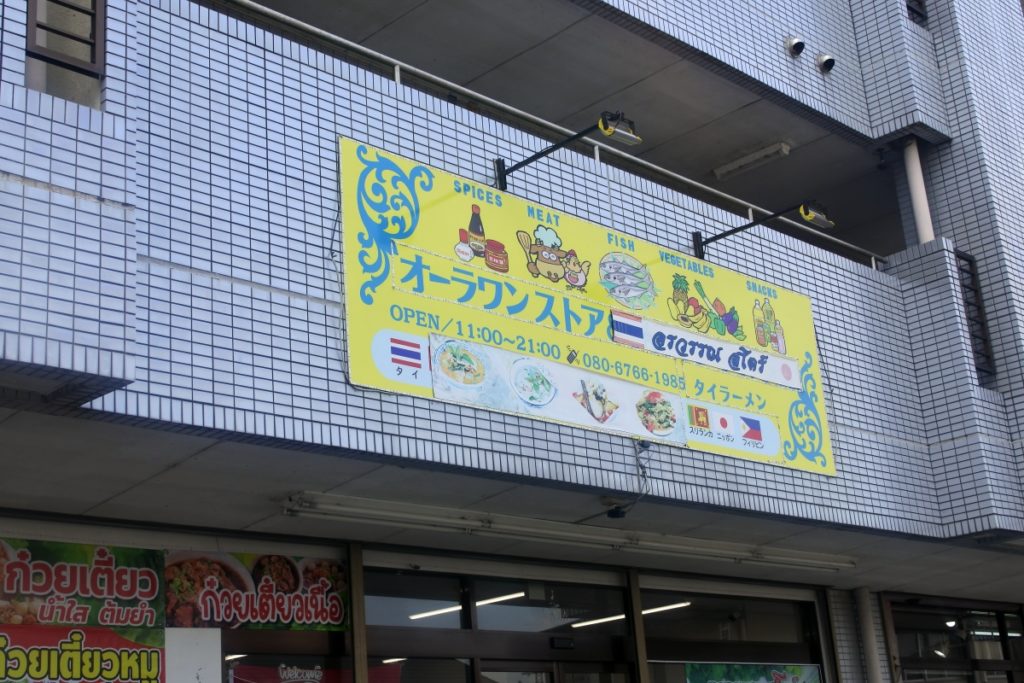 SPICES
MEAT
FISH
VEGETABLES
SNACKS
オーラワンストア
อรวรรณ สโตร์
OPEN/11:00~21:00 080-6766-1985 タイラーメン
タイ
スリランカ ニッポン フィリピン
ก๋วยเตี๋ยว
น้ำใส ต้มยำ
ก๋วยเตี๋ยวหมู
ก๋วยเตี๋ยวเนื้อ
Welcome